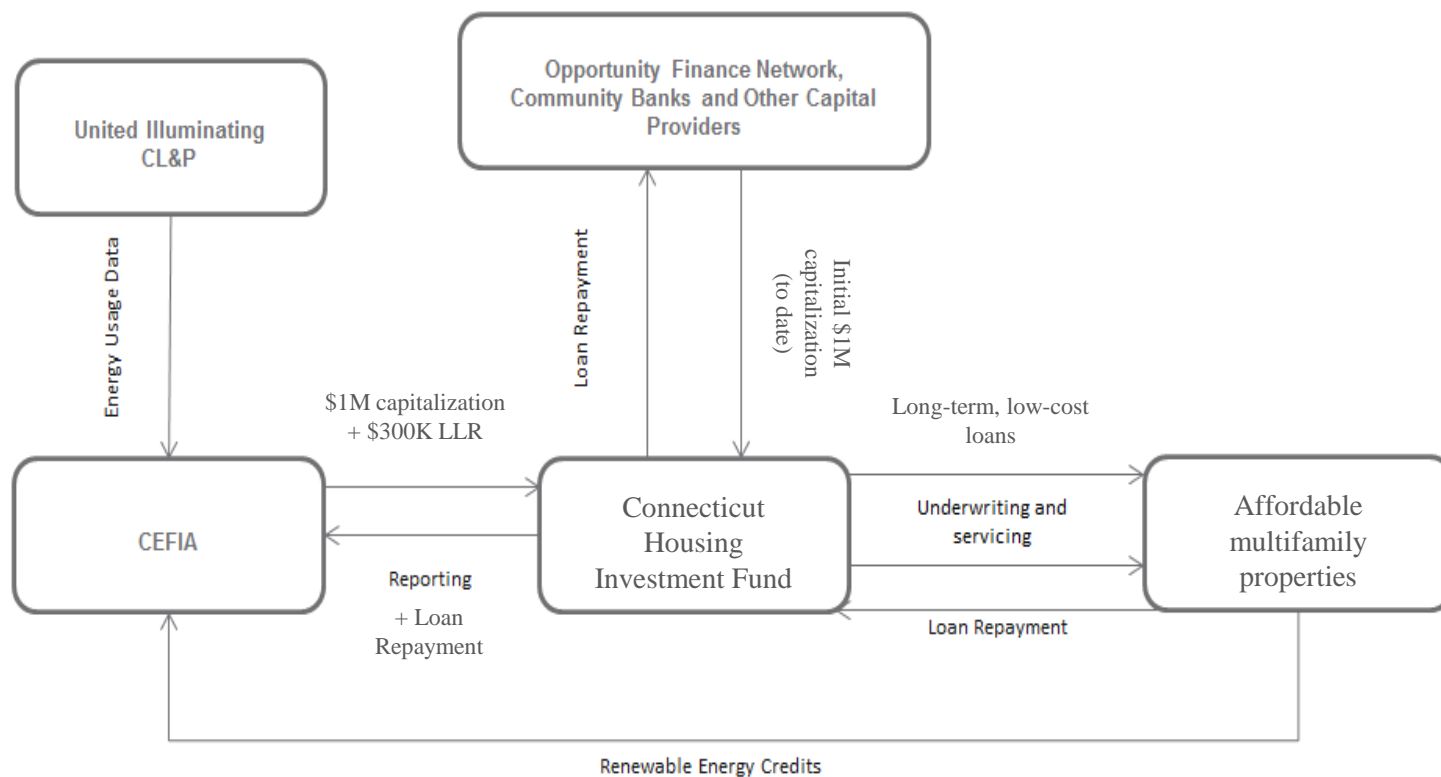 Opportunity Finance Network,
Community Banks and Other Capital
Providers
United Illuminating
CL&P
Energy Usage Data
Loan Repayment
Initial $1M
capitalization
(to date)
$1M capitalization
+ $300K LLR
Long-term, low-cost
loans
CEFIA
Connecticut
Housing
Investment Fund
Underwriting and
servicing
Affordable
multifamily
properties
Reporting
+ Loan
Repayment
Loan Repayment
Renewable Energy Credits